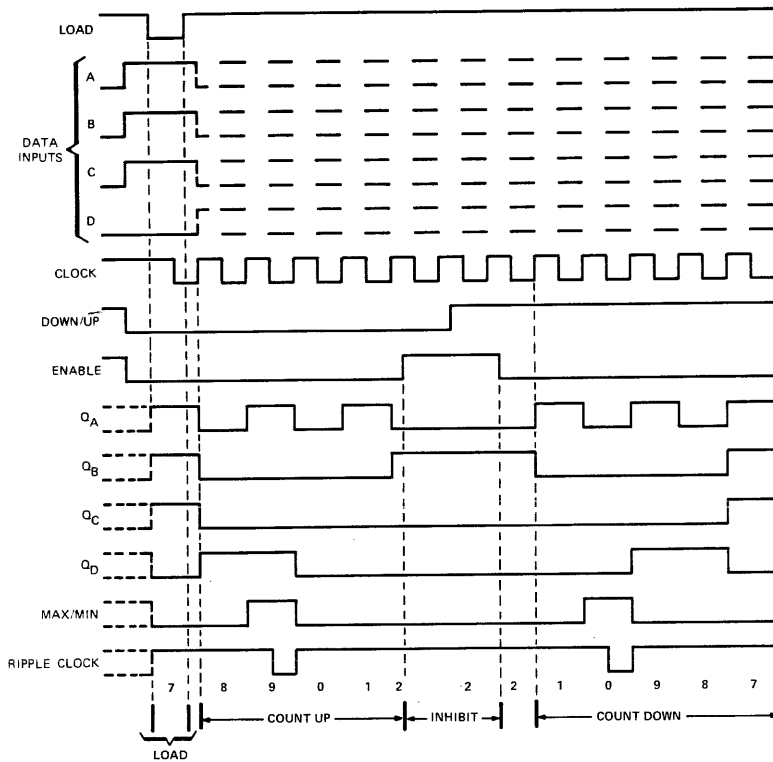 LOAD
A
B
DATA
INPUTS
C
D
CLOCK
DOWN/UP
ENABLE
QA
QB
QC
QD
MAX/MIN
RIPPLE CLOCK
7 8 9 0 1 2 2 2 1 0 9 8 7
COUNT UP INHIBIT COUNT DOWN
LOAD